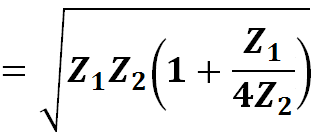 = √(Z₁Z₂(1 + Z₁/4Z₂))